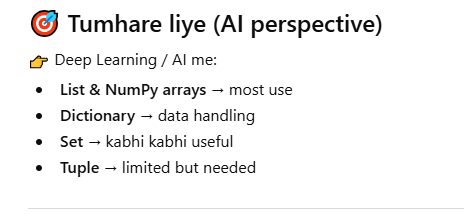 🎯 Tumhare liye (AI perspective)
👉 Deep Learning / AI me:
• List & NumPy arrays → most use
• Dictionary → data handling
• Set → kabhi kabhi useful
• Tuple → limited but needed